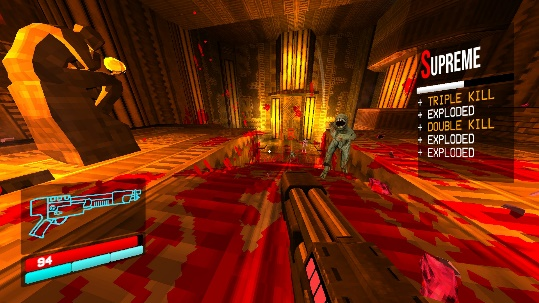 SUPREME
+ TRIPLE KILL
+ EXPLODED
+ DOUBLE KILL
+ EXPLODED
+ EXPLODED
94